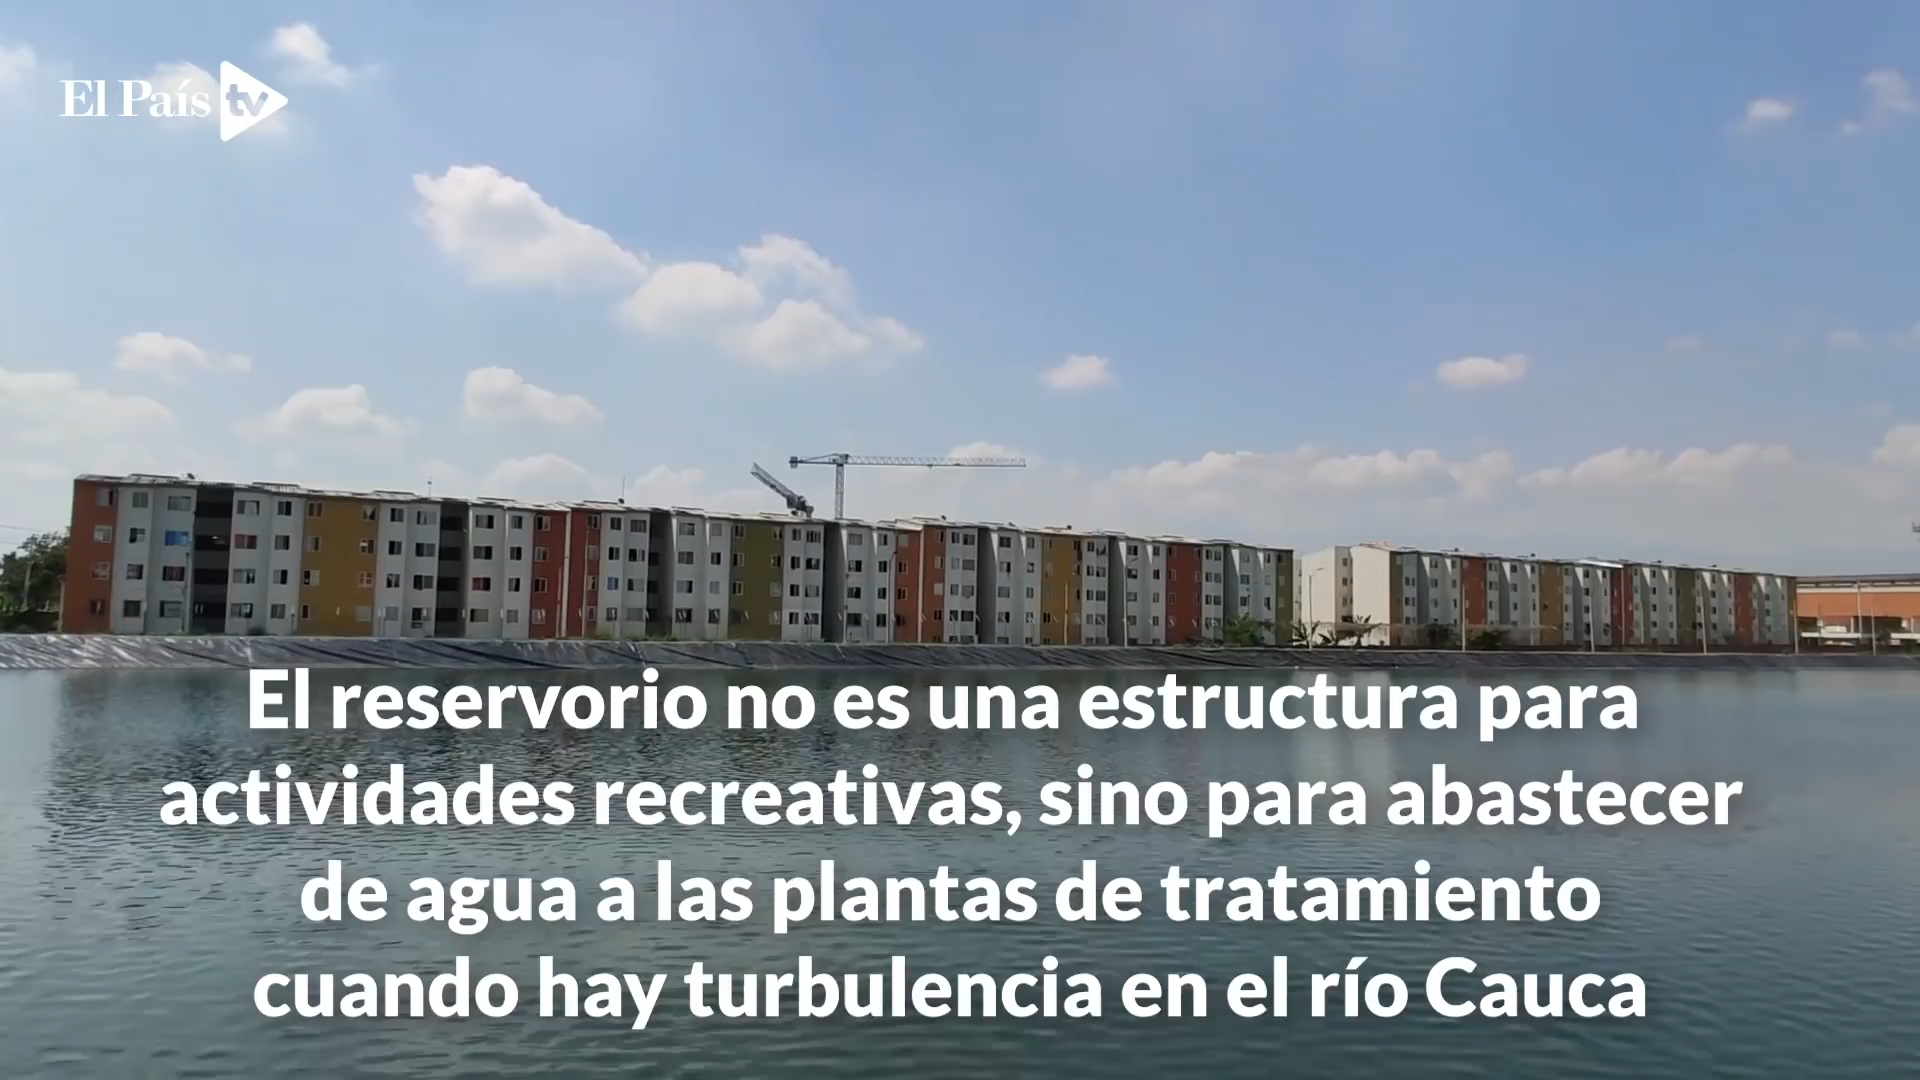 El País tv
El reservorio no es una estructura para
actividades recreativas, sino para abastecer
de agua a las plantas de tratamiento
cuando hay turbulencia en el río Cauca